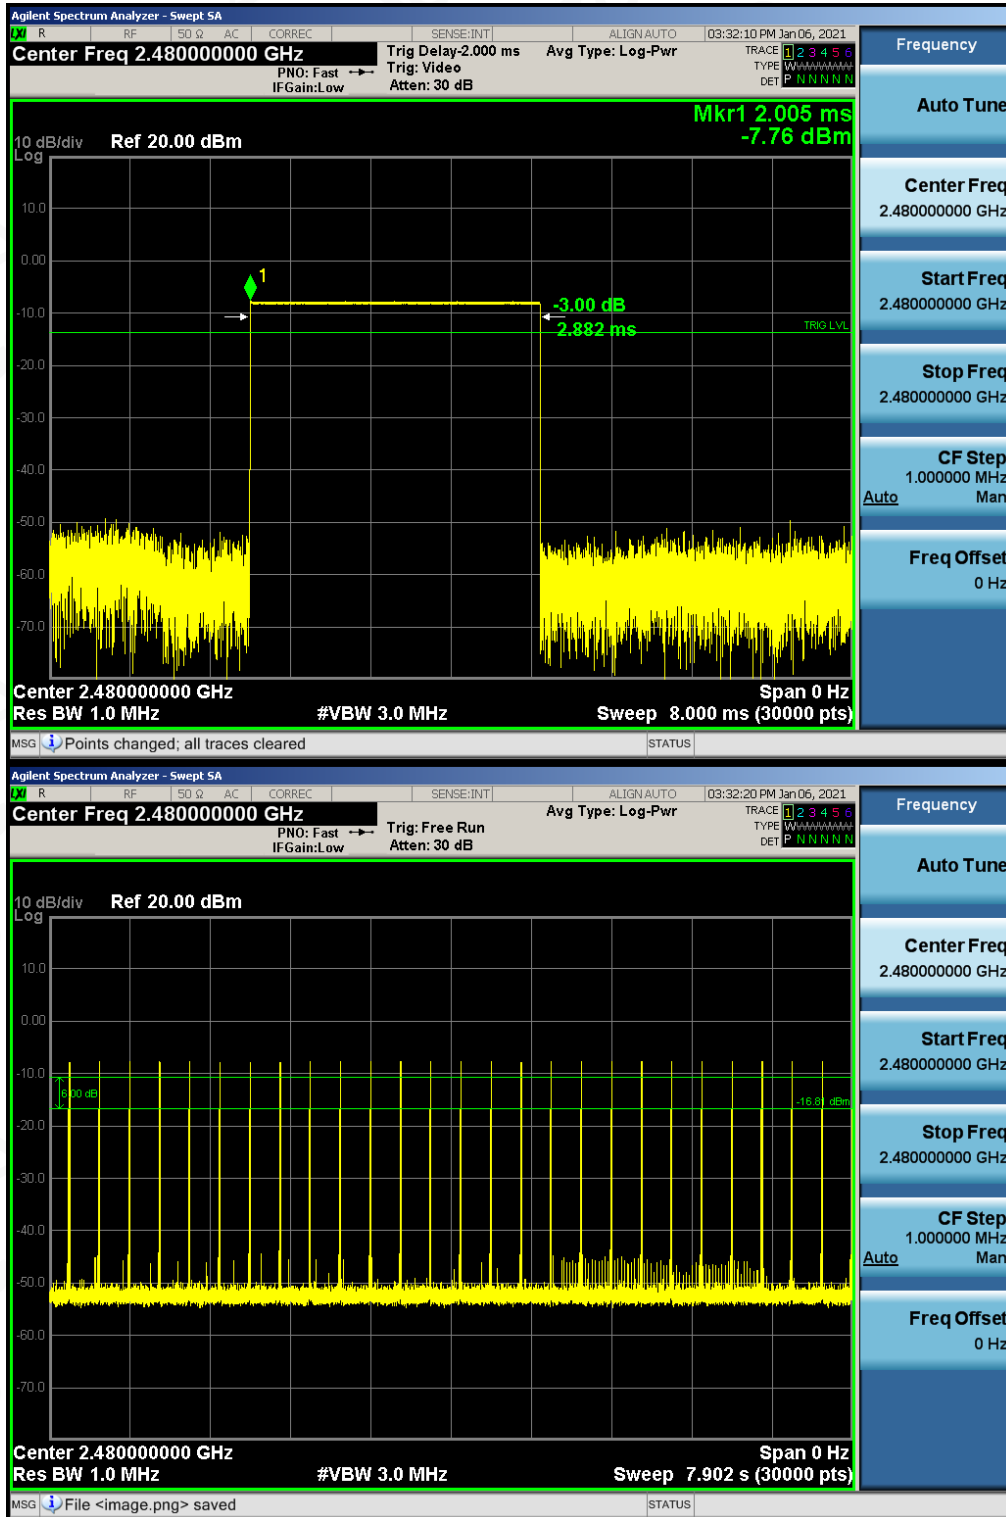 Agilent Spectrum Analyzer - Swept SA
LXI R RF 50 Ω AC CORREC SENSE:INT ALIGN AUTO 03:32:10 PM Jan 06, 2021
Center Freq 2.480000000 GHz
PNO: Fast
IFGain:Low
Trig Delay-2.000 ms
Trig: Video
Atten: 30 dB
Avg Type: Log-Pwr
TRACE 1 2 3 4 5 6
TYPE WWWWWW
DET P N N N N N
Mkr1 2.005 ms
-7.76 dBm
10 dB/div Ref 20.00 dBm
Log
10.0
0.00
-10.0
-20.0
-30.0
-40.0
-50.0
-60.0
-70.0
1
-3.00 dB
2.882 ms
TRIG LVL
Center 2.480000000 GHz Span 0 Hz
Res BW 1.0 MHz #VBW 3.0 MHz Sweep 8.000 ms (30000 pts)
MSG Points changed; all traces cleared STATUS
Frequency
Auto Tune
Center Freq
2.480000000 GHz
Start Freq
2.480000000 GHz
Stop Freq
2.480000000 GHz
CF Step
1.000000 MHz
Auto Man
Freq Offset
0 Hz
Agilent Spectrum Analyzer - Swept SA
LXI R RF 50 Ω AC CORREC SENSE:INT ALIGN AUTO 03:32:20 PM Jan 06, 2021
Center Freq 2.480000000 GHz
PNO: Fast
IFGain:Low
Trig: Free Run
Atten: 30 dB
Avg Type: Log-Pwr
TRACE 1 2 3 4 5 6
TYPE WWWWWW
DET P N N N N N
10 dB/div Ref 20.00 dBm
Log
10.0
0.00
-10.0
-20.0
-30.0
-40.0
-50.0
-60.0
-70.0
6.00 dB
-16.81 dBm
Center 2.480000000 GHz Span 0 Hz
Res BW 1.0 MHz #VBW 3.0 MHz Sweep 7.902 s (30000 pts)
MSG File <image.png> saved STATUS
Frequency
Auto Tune
Center Freq
2.480000000 GHz
Start Freq
2.480000000 GHz
Stop Freq
2.480000000 GHz
CF Step
1.000000 MHz
Auto Man
Freq Offset
0 Hz